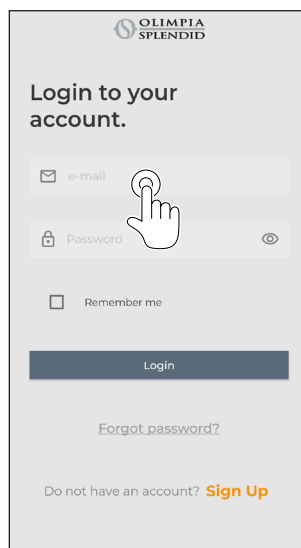 OLIMPIA
SPLENDID
Login to your
account.
e-mail
Password
Remember me
Login
Forgot password?
Do not have an account? Sign Up